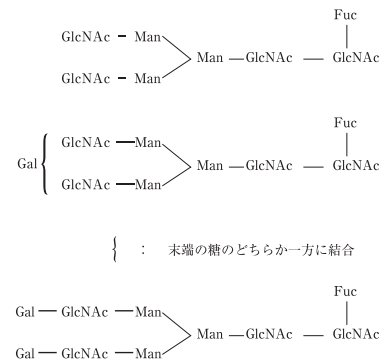 Fuc
GlcNAc - Man
Man — GlcNAc — GlcNAc
GlcNAc - Man
Fuc
GlcNAc — Man
Gal { Man — GlcNAc — GlcNAc
GlcNAc — Man
{ : 末端の糖のどちらか一方に結合
Fuc
Gal — GlcNAc — Man
Man — GlcNAc — GlcNAc
Gal — GlcNAc — Man